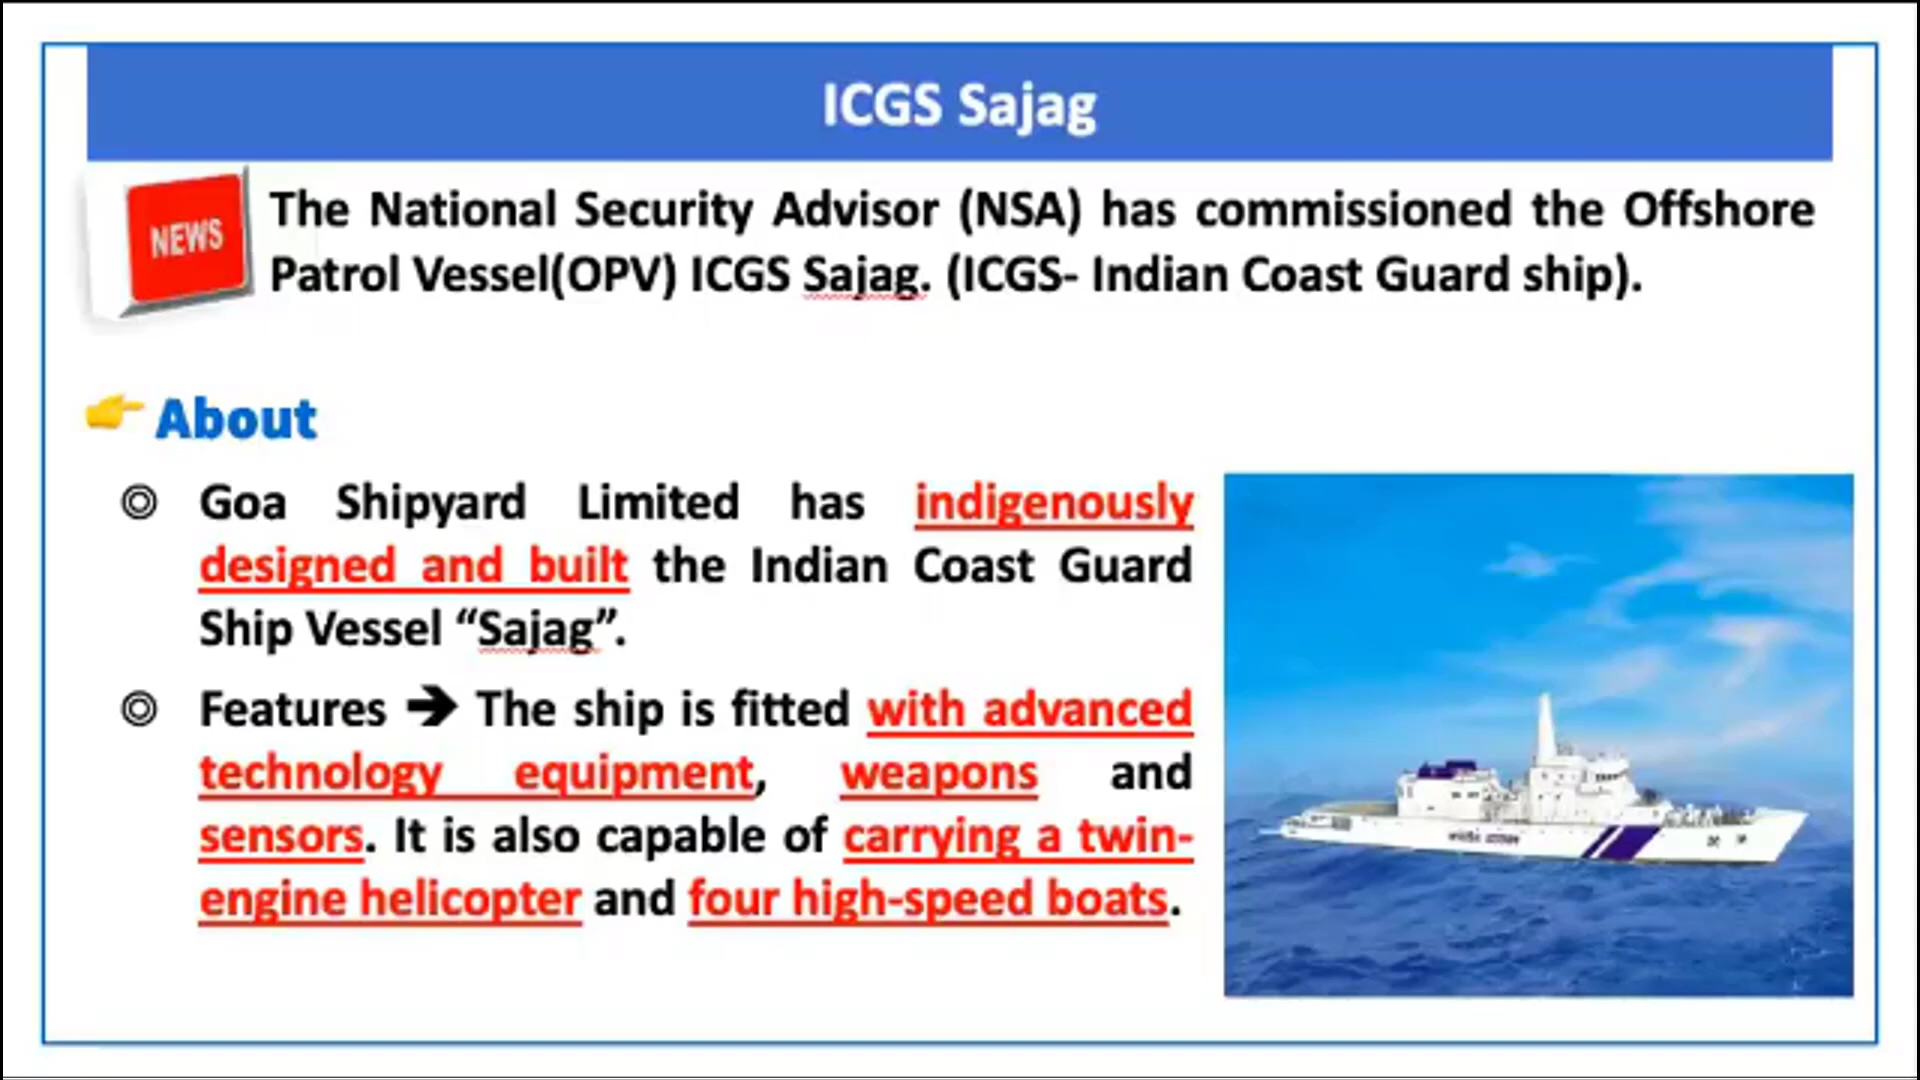 ICGS Sajag
NEWS
The National Security Advisor (NSA) has commissioned the Offshore
Patrol Vessel(OPV) ICGS Sajag. (ICGS- Indian Coast Guard ship).
About
Goa Shipyard Limited has indigenously
designed and built the Indian Coast Guard
Ship Vessel “Sajag”.
Features ➔ The ship is fitted with advanced
technology equipment, weapons and
sensors. It is also capable of carrying a twin-
engine helicopter and four high-speed boats.